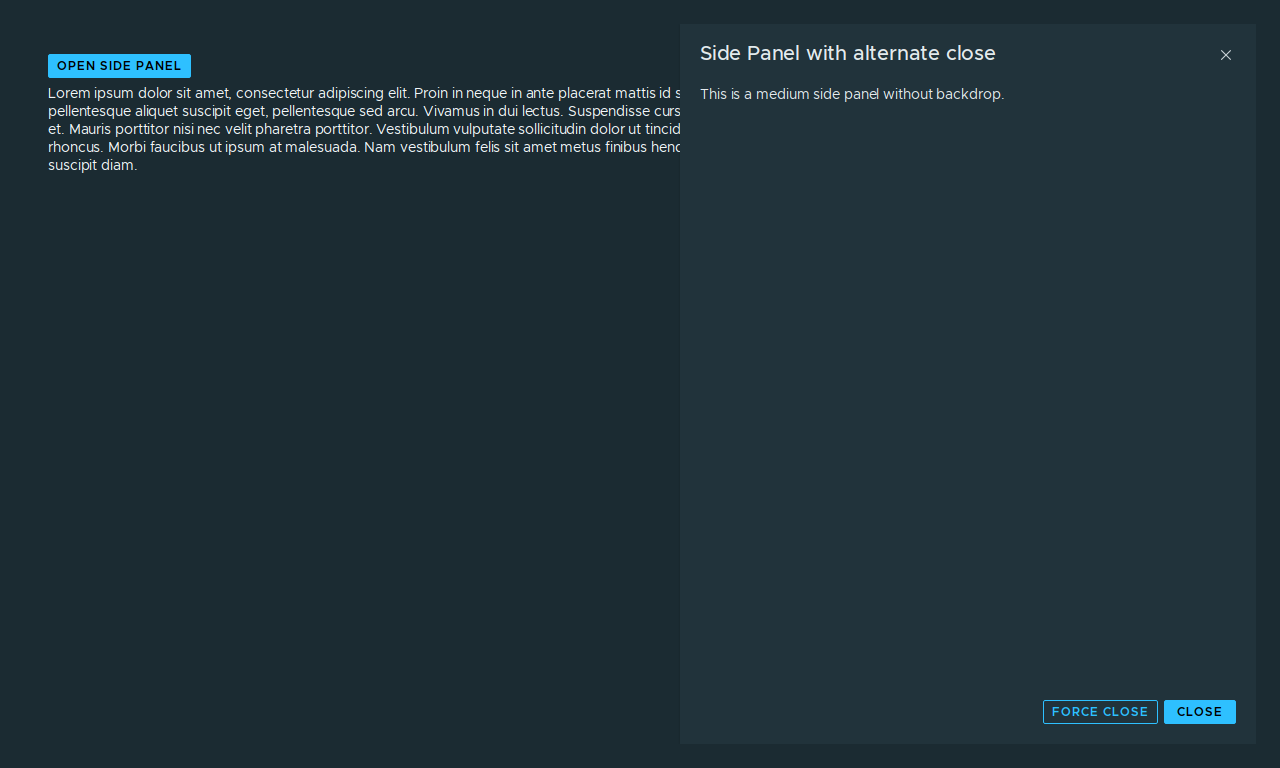 OPEN SIDE PANEL
Lorem ipsum dolor sit amet, consectetur adipiscing elit. Proin in neque in ante placerat mattis id
pellentesque aliquet suscipit eget, pellentesque sed arcu. Vivamus in dui lectus. Suspendisse
et. Mauris porttitor nisi nec velit pharetra porttitor. Vestibulum vulputate sollicitudin dolor ut
rhoncus. Morbi faucibus ut ipsum at malesuada. Nam vestibulum felis sit amet metus finibus
suscipit diam.
Side Panel with alternate close
This is a medium side panel without backdrop.
FORCE CLOSE
CLOSE